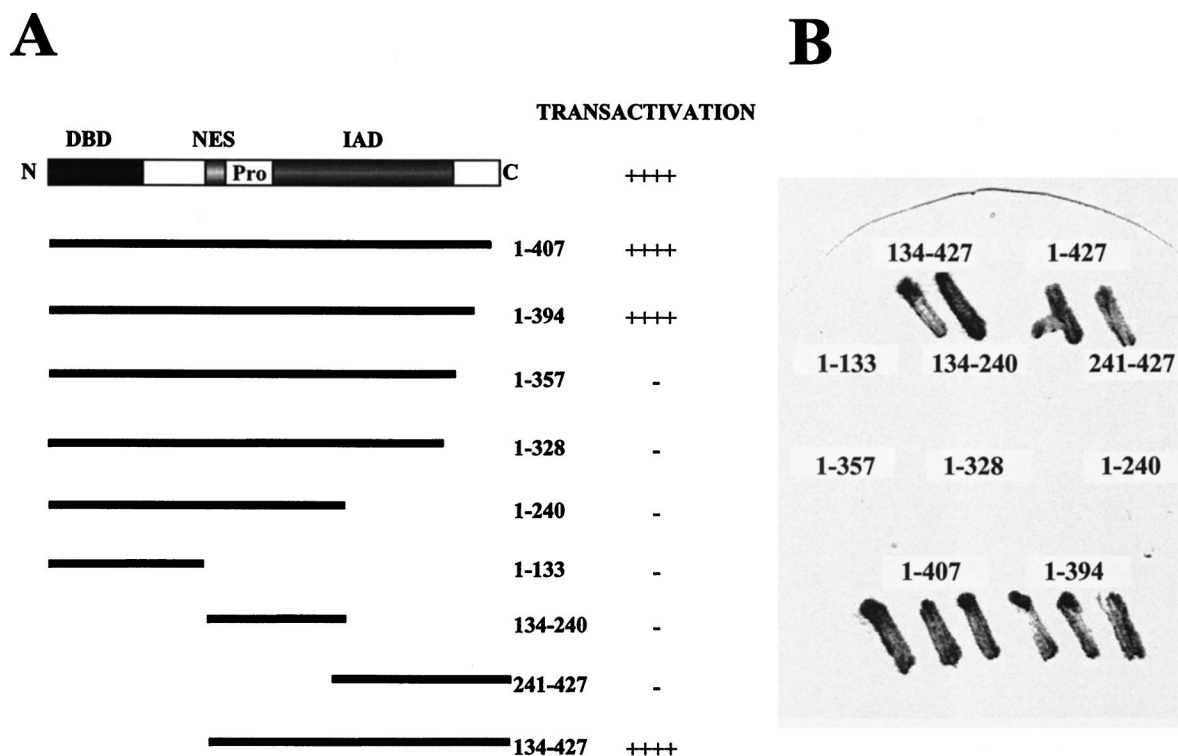 A
TRANSACTIVATION
DBD NES IAD
N Pro C ++++
1-407 ++++
1-394 ++++
1-357 -
1-328 -
1-240 -
1-133 -
134-240 -
241-427 -
134-427 ++++
B
134-427 1-427
1-133 134-240 241-427
1-357 1-328 1-240
1-407 1-394